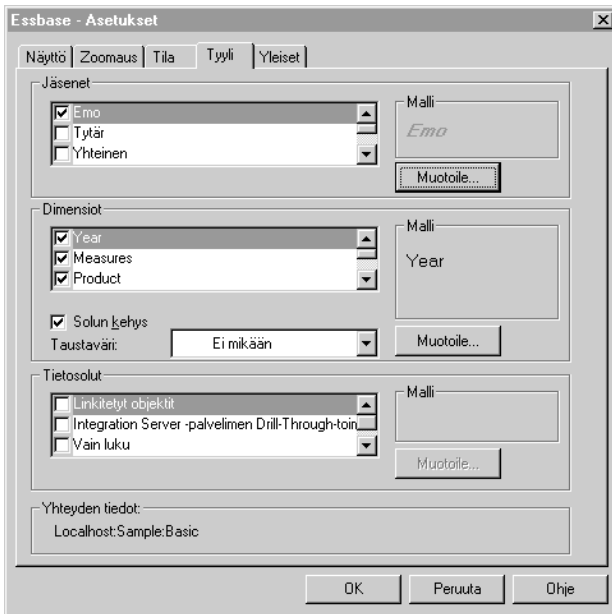 Essbase - Asetukset
Näyttö Zoomaus Tila Tyyli Yleiset
Jäsenet
Emo
Tytär
Yhteinen
Malli
Emo
Muotoile...
Dimensiot
Year
Measures
Product
Malli
Year
Solun kehys
Taustaväri: Ei mikään
Muotoile...
Tietosolut
Linkitetyt objektit
Integration Server -palvelimen Drill-Through-toin
Vain luku
Malli
Muotoile...
Yhteyden tiedot:
Localhost:Sample:Basic
OK Peruuta Ohje